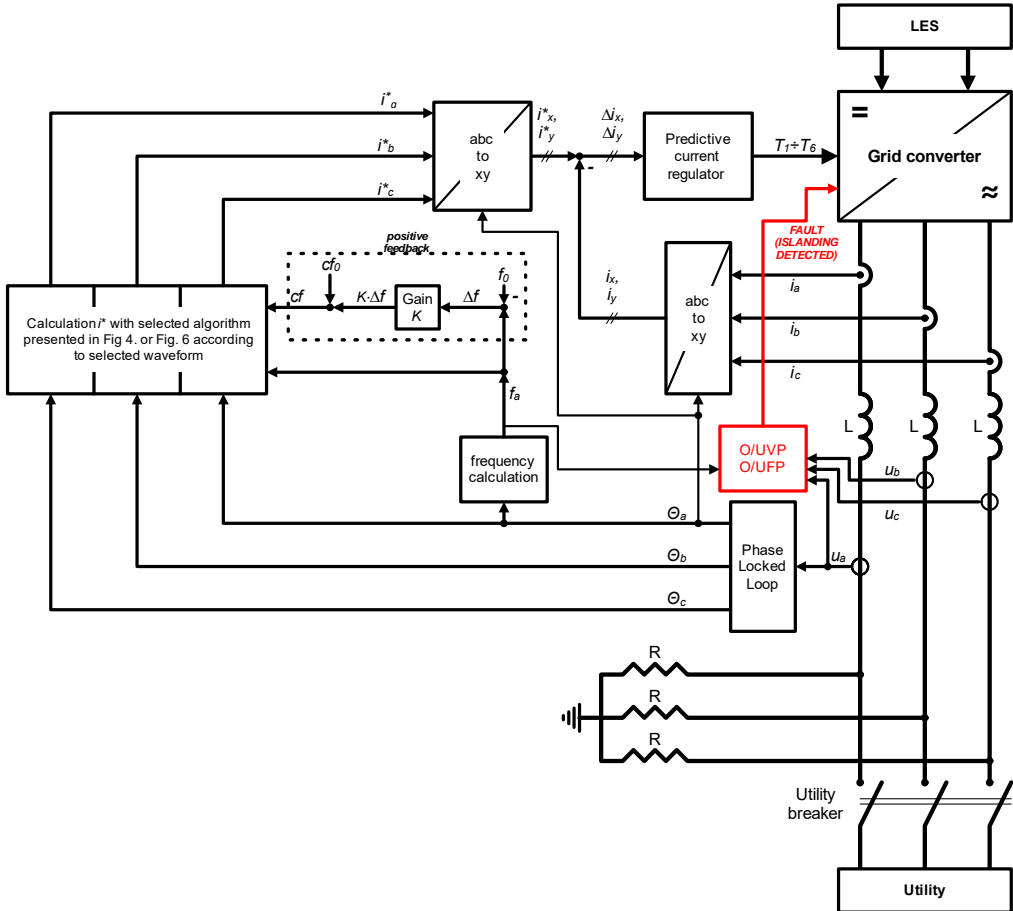 LES
i*a
abc
to
xy
i*x,
i*y
Δix,
Δiy
Predictive
current
regulator
T1÷T6
=
Grid converter
≈
i*b
-
i*c
FAULT
(ISLANDING
DETECTED)
positive
feedback
cf0
f0
cf
K·Δf
Gain
K
Δf
-
ix,
iy
abc
to
xy
ia
ib
ic
Calculation i* with selected algorithm
presented in Fig 4. or Fig. 6 according
to selected waveform
fa
L
L
L
frequency
calculation
O/UVP
O/UFP
ub
uc
Θa
Phase
Locked
Loop
ua
Θb
Θc
R
R
R
Utility
breaker
Utility